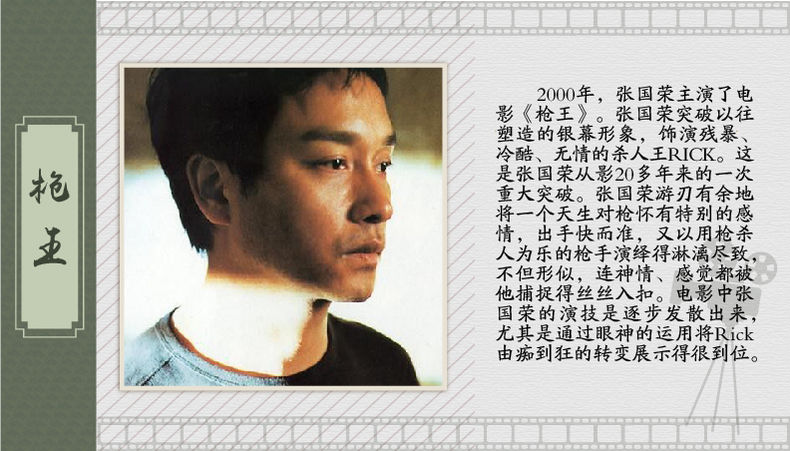 枪
王
2000年，张国荣主演了电
影《枪王》。张国荣突破以往
塑造的银幕形象，饰演残暴、
冷酷、无情的杀人王RICK。这
是张国荣从影20多年来的一次
重大突破。张国荣游刃有余地
将一个天生对枪怀有特别的感
情，出手快而准，又以用枪杀
人为乐的枪手演绎得淋漓尽致，
不但形似，连神情、感觉都被
他捕捉得丝丝入扣。电影中张
国荣的演技是逐步发散出来，
尤其是通过眼神的运用将Rick
由痴到狂的转变展示得很到位。